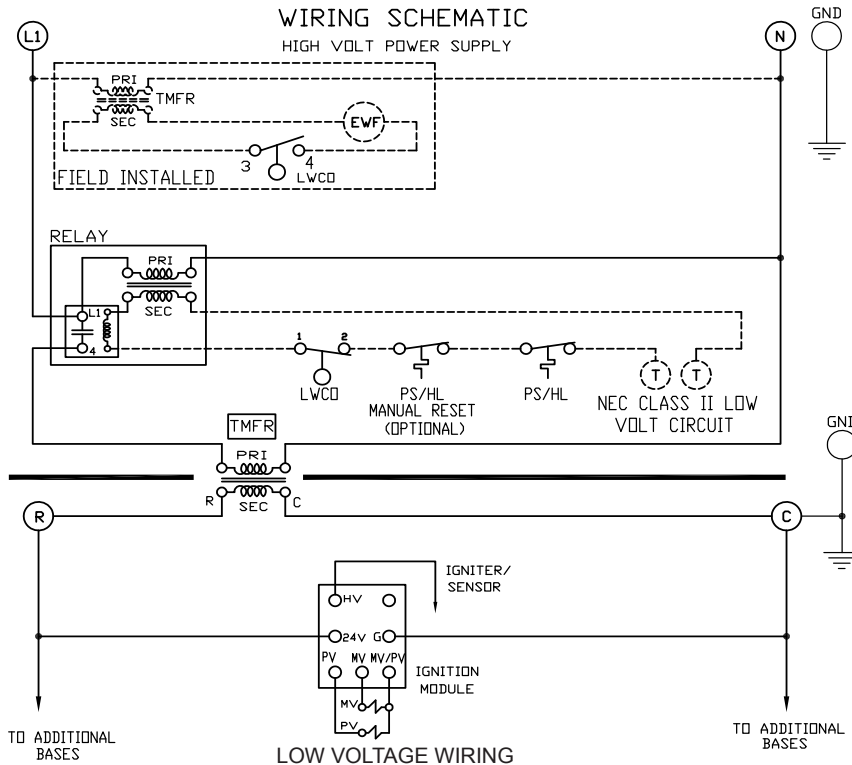 WIRING SCHEMATIC
HIGH VOLT POWER SUPPLY
L1
N
GND
PRI
TMFR
SEC
EWF
3
4
LWCO
FIELD INSTALLED
RELAY
PRI
SEC
L1
4
1
2
LWCO
PS/HL
MANUAL RESET
(OPTIONAL)
PS/HL
T
T
NEC CLASS II LOW
VOLT CIRCUIT
TMFR
PRI
R
SEC
C
GND
R
C
IGNITER/
SENSOR
HV
24V
G
PV
MV
MV/PV
IGNITION
MODULE
MV
PV
TO ADDITIONAL
BASES
TO ADDITIONAL
BASES
LOW VOLTAGE WIRING